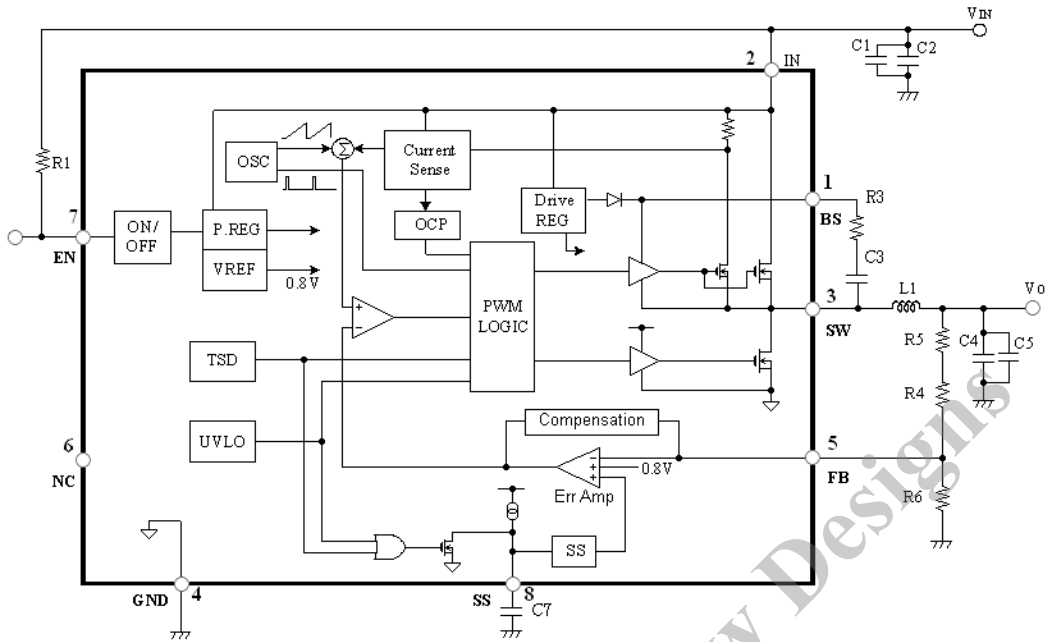 VIN
C1
C2
2
IN
R1
OSC
Σ
Current
Sense
1
BS
R3
Drive
REG
7
EN
ON/
OFF
P.REG
OCP
VREF
0.8V
C3
PWM
LOGIC
+
−
3
SW
L1
VO
R5
C4
C5
TSD
R4
Compensation
6
NC
UVLO
5
FB
−
+
+
0.8V
Err Amp
R6
SS
GND
4
SS
8
C7
w Designs